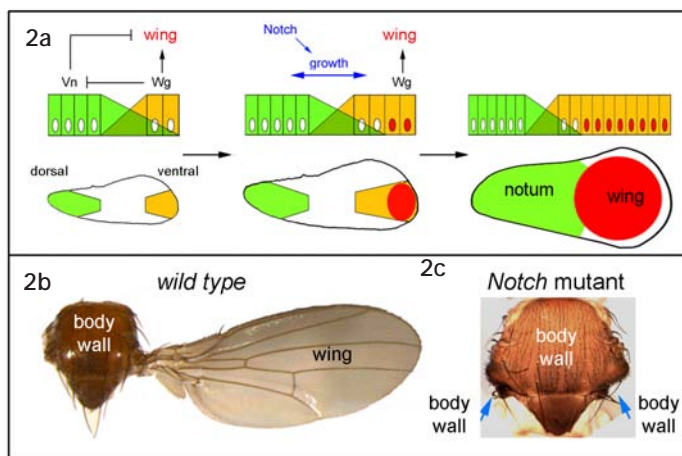 2a
wing
Vn
Wg
Notch
growth
wing
Wg
dorsal
ventral
notum
wing
2b
wild type
body
wall
wing
2c
Notch mutant
body
wall
body
wall
body
wall